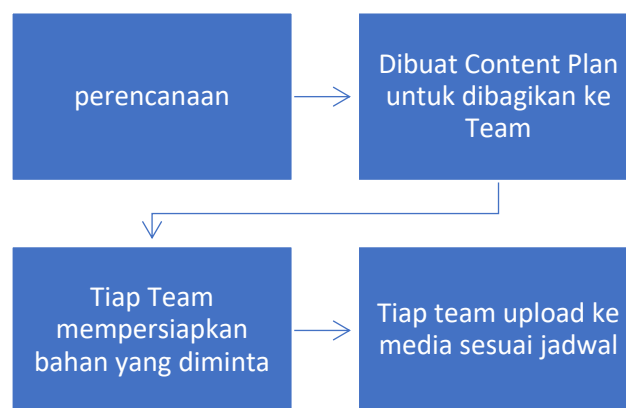 perencanaan
Dibuat Content Plan
untuk dibagikan ke
Team
Tiap Team
mempersiapkan
bahan yang diminta
Tiap team upload ke
media sesuai jadwal